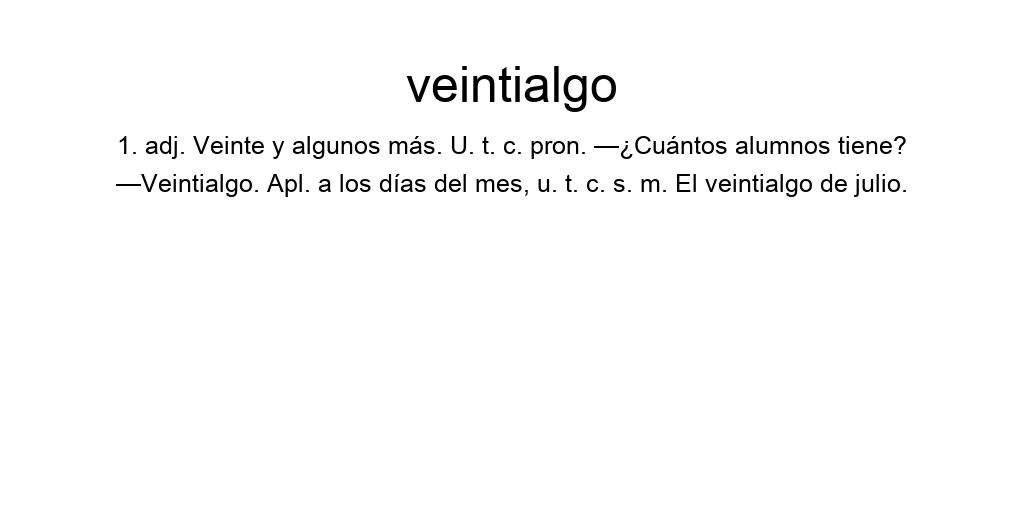 veintialgo
1. adj. Veinte y algunos más. U. t. c. pron. —¿Cuántos alumnos tiene?
—Veintialgo. Apl. a los días del mes, u. t. c. s. m. El veintialgo de julio.